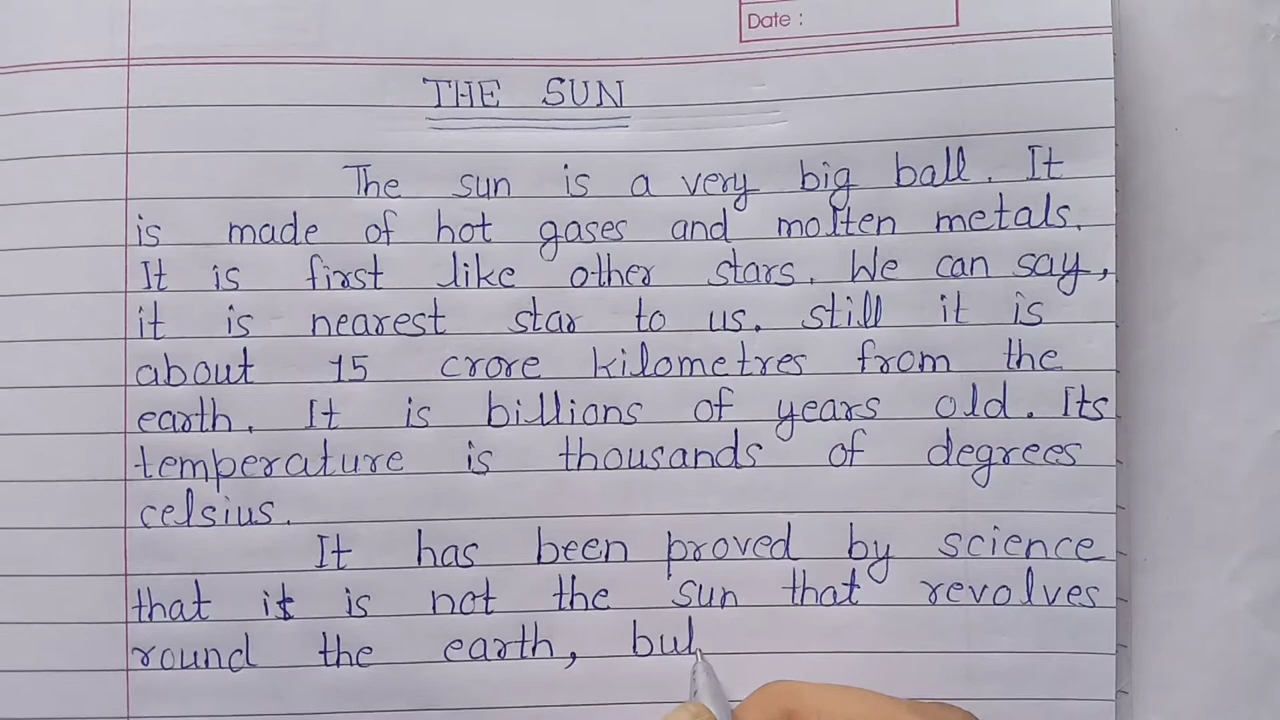 Date :
THE SUN
The sun is a very big ball. It
is made of hot gases and molten metals.
It is first like other stars. We can say,
it is nearest star to us. still it is
about 15 crore kilometres from the
earth. It is billions of years old. Its
temperature is thousands of degrees
celsius.
It has been proved by science
that it is not the sun that revolves
round the earth,